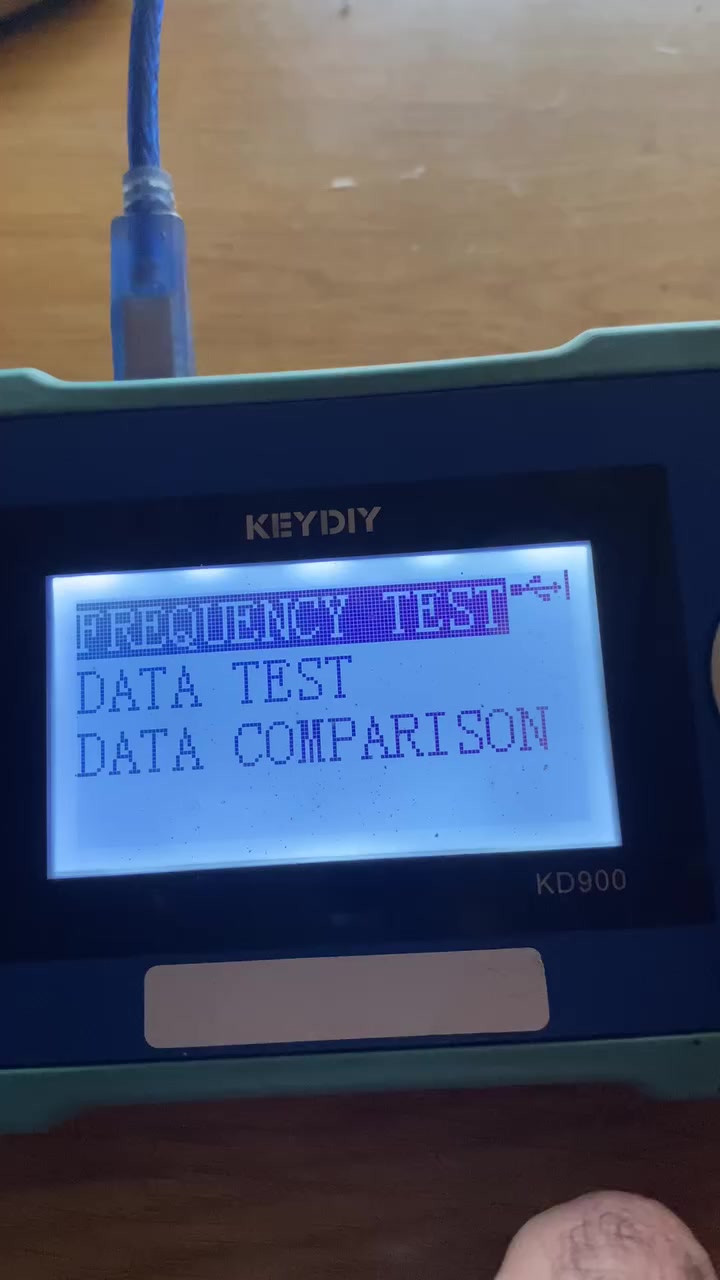 KEYDIY
FREQUENCY TEST
DATA TEST
DATA COMPARISON
KD900